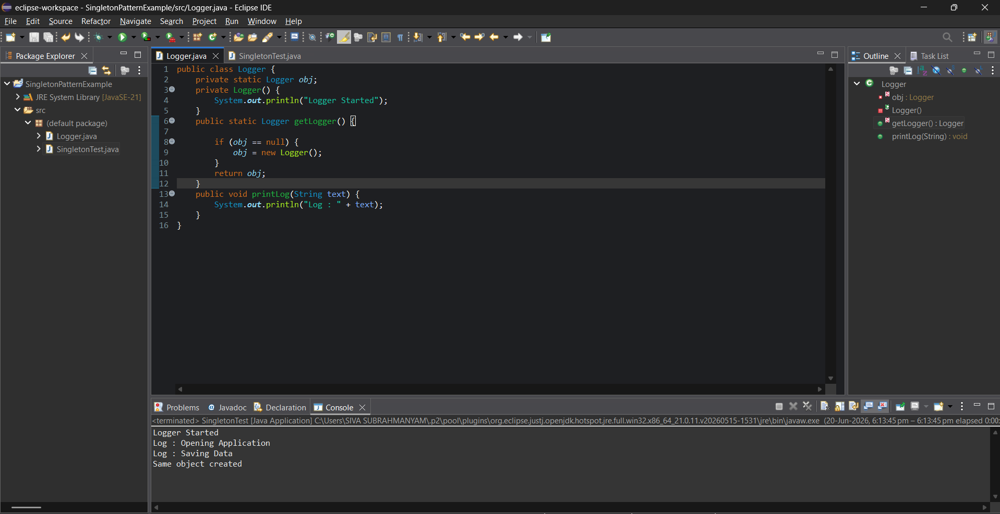 eclipse-workspace - SingletonPatternExample/src/Logger.java - Eclipse IDE
File Edit Source Refactor Navigate Search Project Run Window Help
Package Explorer
SingletonPatternExample
JRE System Library [JavaSE-21]
src
(default package)
Logger.java
SingletonTest.java
Logger.java SingletonTest.java
1 public class Logger {
2     private static Logger obj;
3     private Logger() {
4         System.out.println("Logger Started");
5     }
6     public static Logger getLogger() {
7
8         if (obj == null) {
9             obj = new Logger();
10         }
11         return obj;
12     }
13     public void printLog(String text) {
14         System.out.println("Log : " + text);
15     }
16 }
Outline Task List
Logger
obj : Logger
Logger()
getLogger() : Logger
printLog(String) : void
Problems @ Javadoc Declaration Console
<terminated> SingletonTest [Java Application] C:\Users\SIVA SUBRAHMANYAM\.p2\pool\plugins\org.eclipse.justj.openjdk.hotspot.jre.full.win32.x86_64_21.0.11.v20260515-1531\jre\bin\javaw.exe (20-Jun-2026, 6:13:45 pm – 6:13:45 pm elapsed 0:00:
Logger Started
Log : Opening Application
Log : Saving Data
Same object created